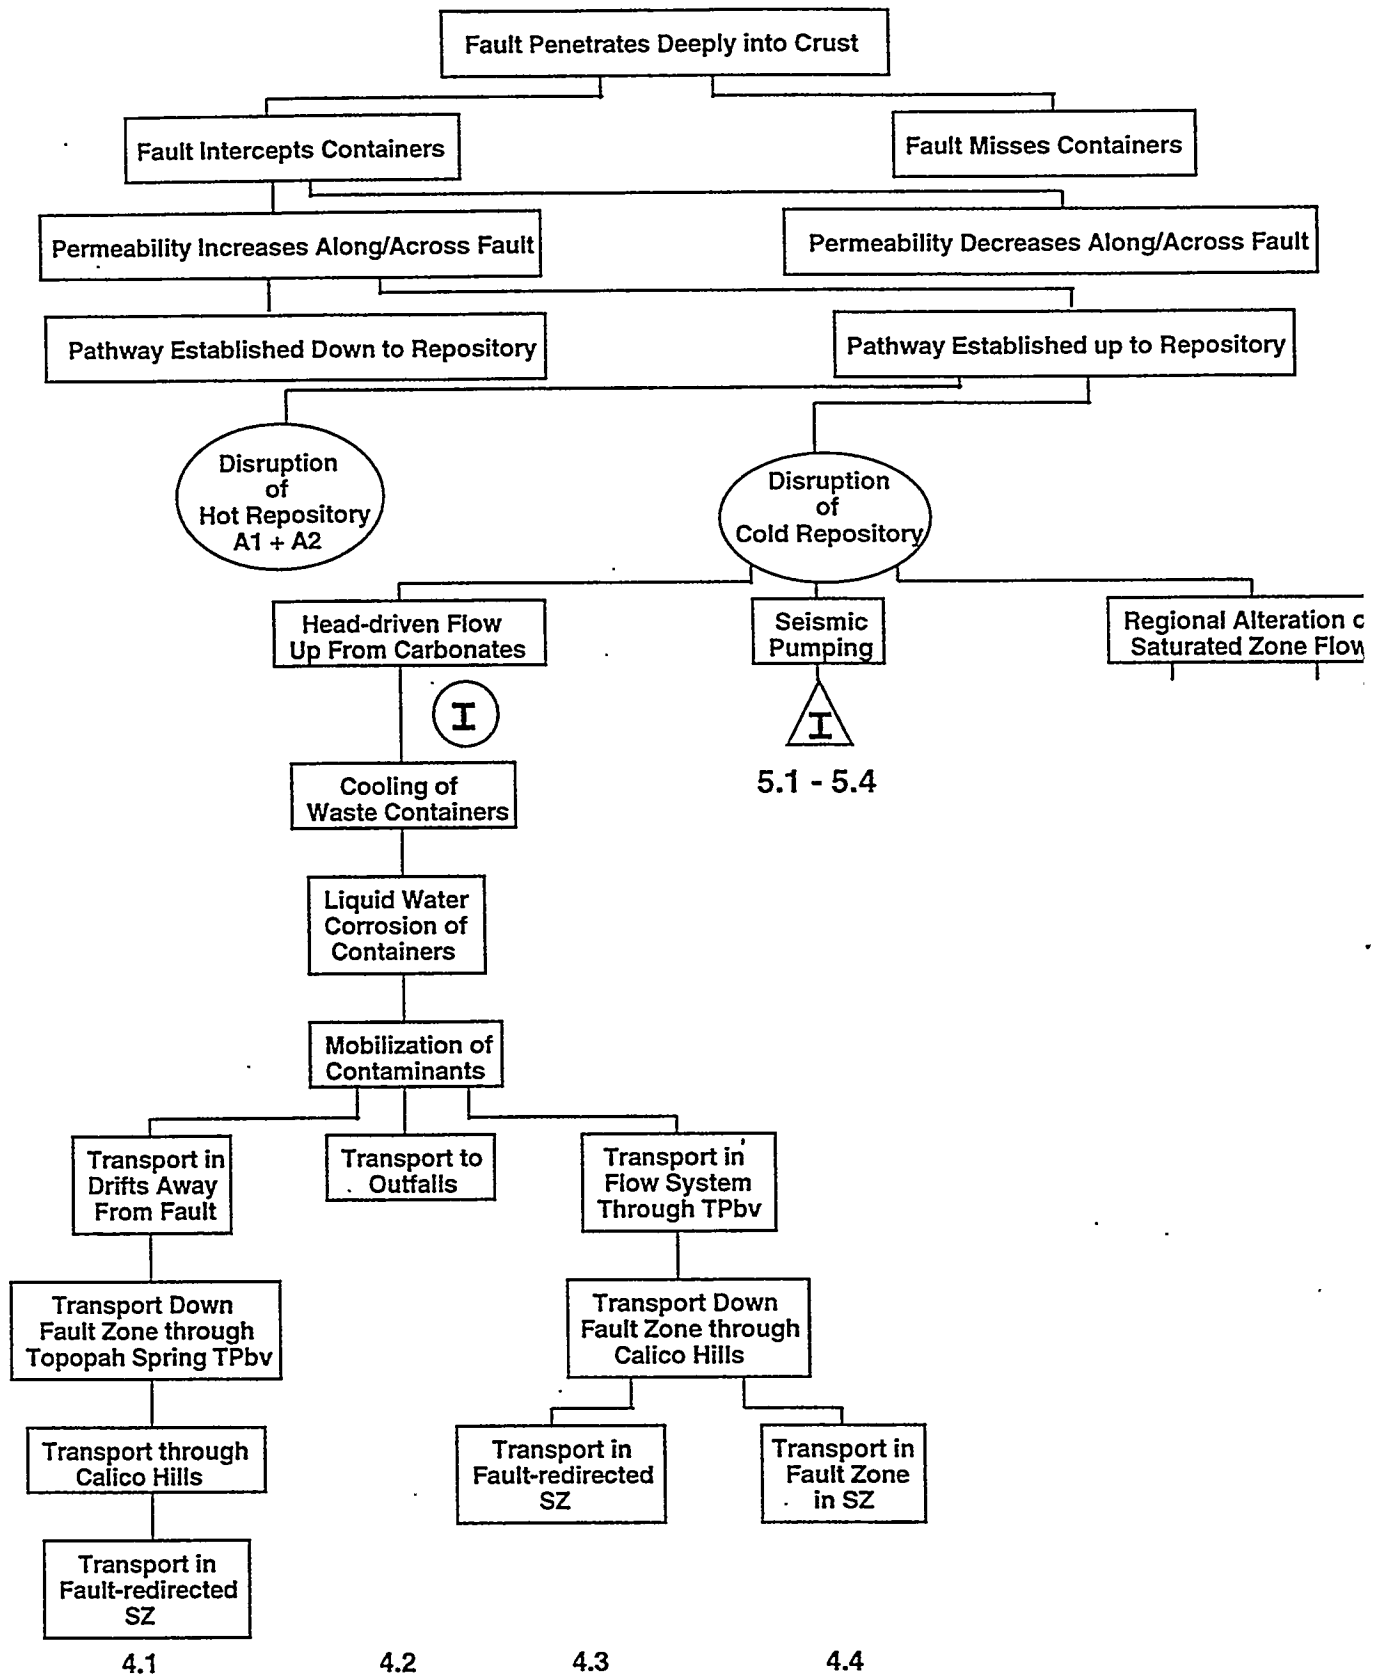 Fault Penetrates Deeply into Crust
Fault Intercepts Containers
Fault Misses Containers
Permeability Increases Along/Across Fault
Permeability Decreases Along/Across Fault
Pathway Established Down to Repository
Pathway Established up to Repository
Disruption
of
Hot Repository
A1 + A2
Disruption
of
Cold Repository
Head-driven Flow
Up From Carbonates
Seismic
Pumping
Regional Alteration
Saturated Zone Flow
I
I
5.1 - 5.4
Cooling of
Waste Containers
Liquid Water
Corrosion of
Containers
Mobilization of
Contaminants
Transport in
Drifts Away
From Fault
Transport to
Outfalls
Transport in
Flow System
Through TPbv
Transport Down
Fault Zone through
Topopah Spring TPbv
Transport Down
Fault Zone through
Calico Hills
Transport through
Calico Hills
Transport in
Fault-redirected
SZ
Transport in
Fault Zone
in SZ
Transport in
Fault-redirected
SZ
4.1
4.2
4.3
4.4